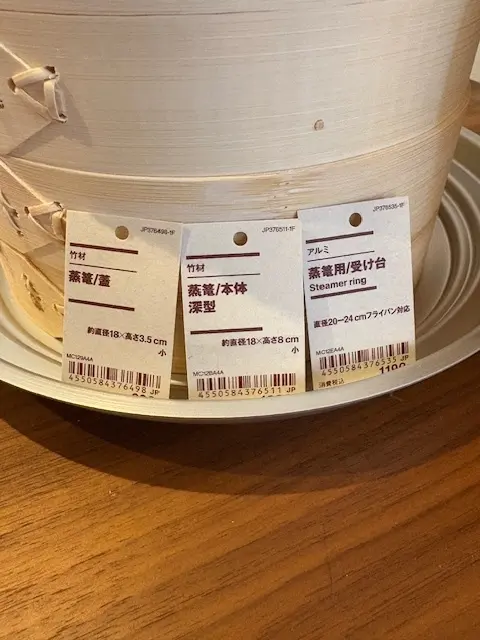 JP376498-1F
竹材
蒸篭/蓋
約直径18×高さ3.5cm
小
MC129A4A
4550584376498 JP
JP376511-1F
竹材
蒸篭/本体
深型
約直径18×高さ8cm
小
4550584376511 JP
JP376535-1F
アルミ
蒸篭用/受け台
Steamer ring
直径20ー24cmフライパン対応
MC12EA4A
4550584376535 JP
消費税込